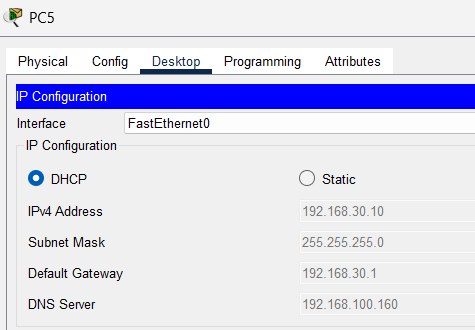 PC5
Physical Config Desktop Programming Attributes
IP Configuration
Interface FastEthernet0
IP Configuration
DHCP Static
IPv4 Address 192.168.30.10
Subnet Mask 255.255.255.0
Default Gateway 192.168.30.1
DNS Server 192.168.100.160